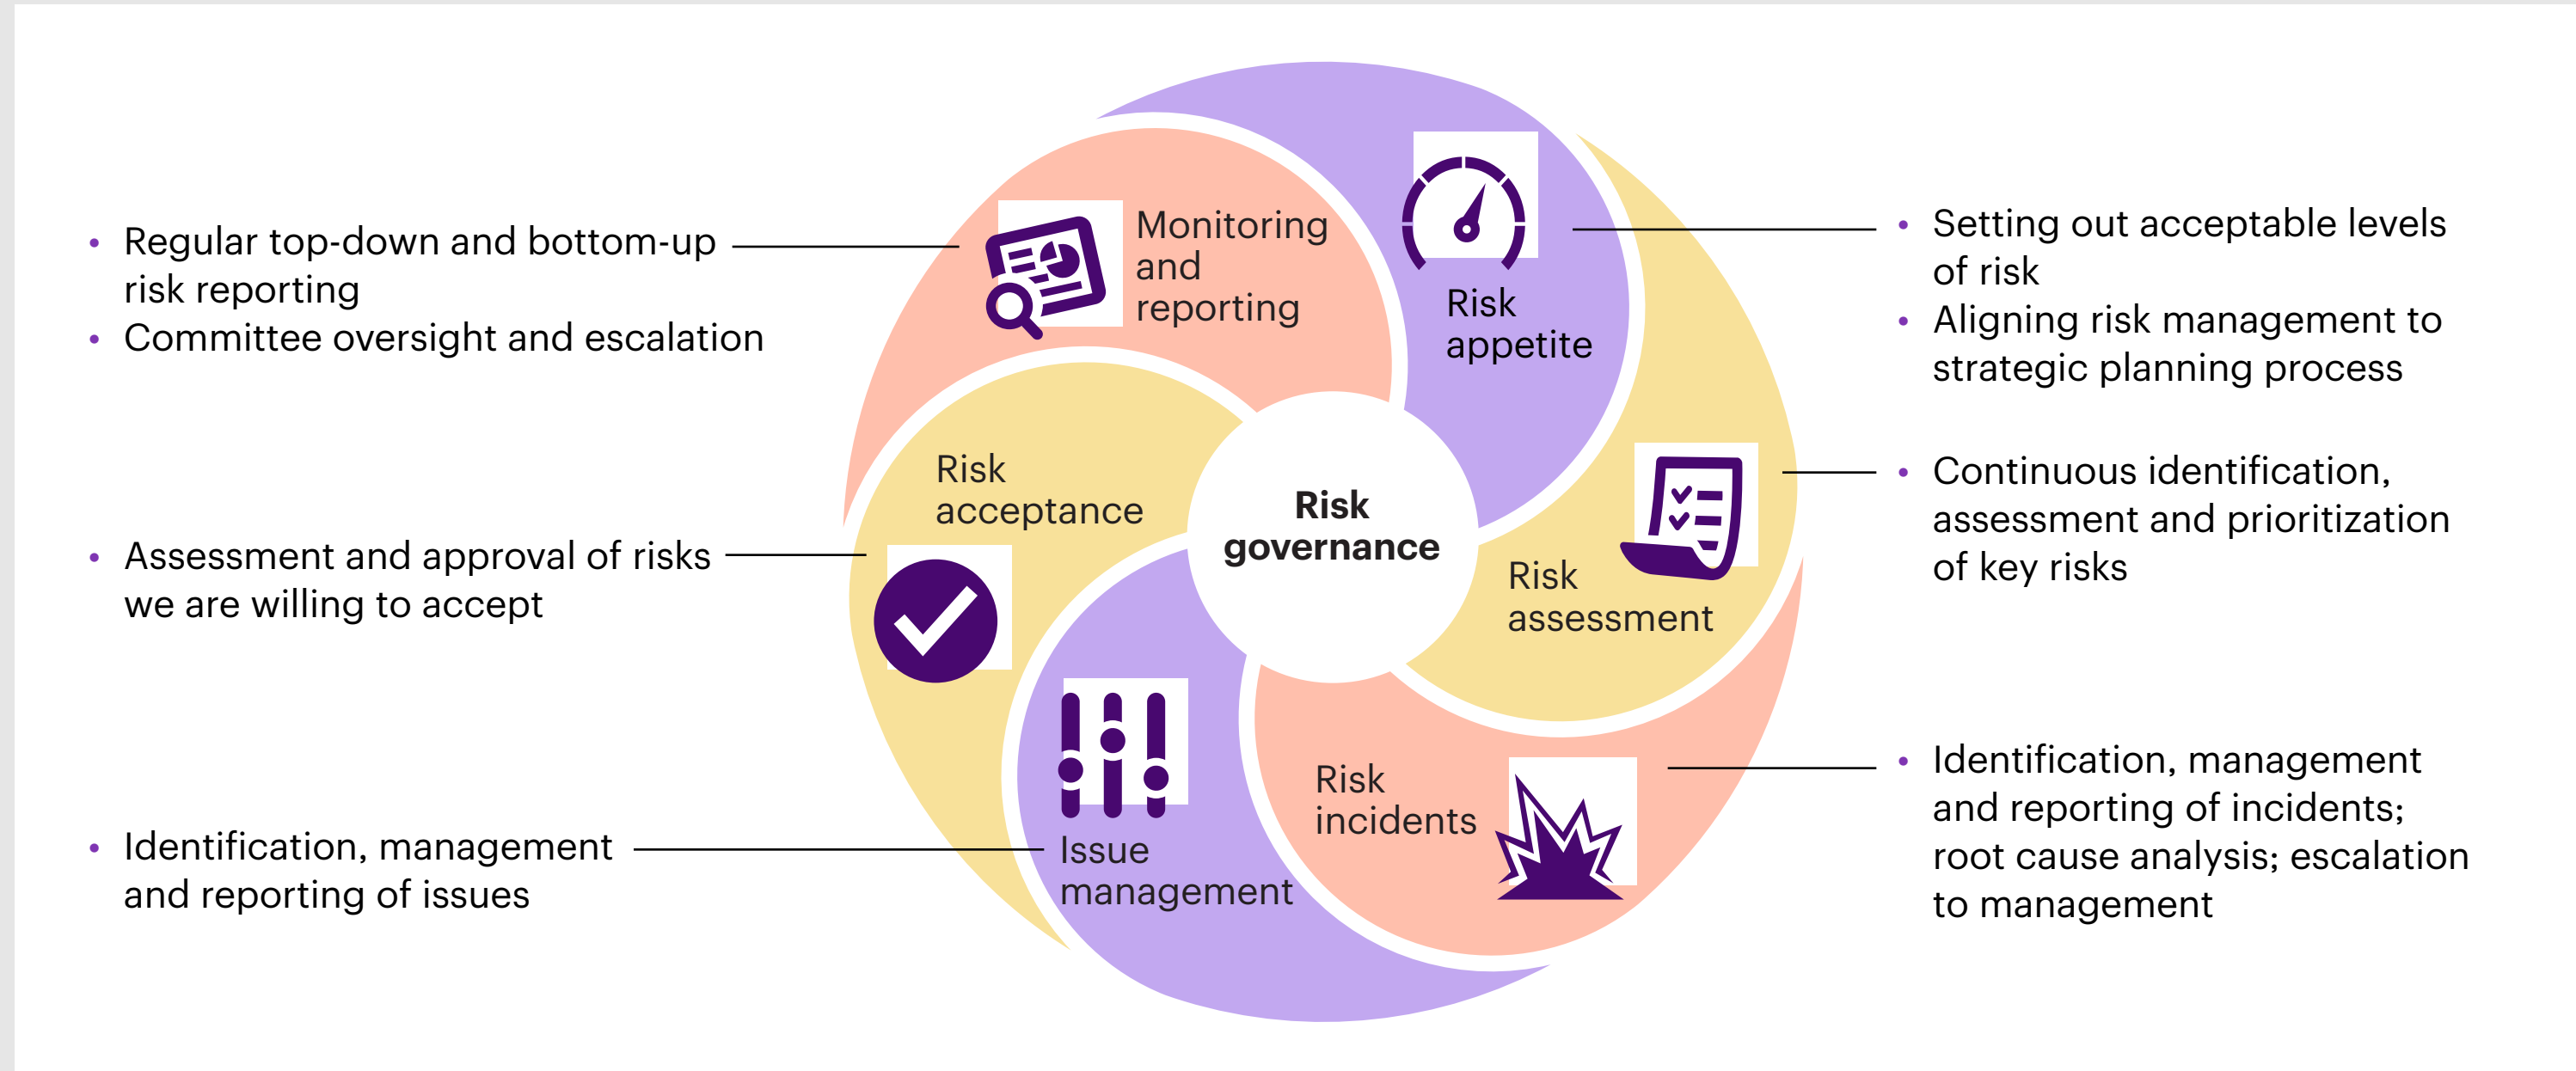 • Regular top-down and bottom-up
risk reporting
• Committee oversight and escalation
• Assessment and approval of risks
we are willing to accept
• Identification, management
and reporting of issues
Monitoring
and
reporting
Risk
appetite
Risk
acceptance
Risk
governance
Risk
assessment
Issue
management
Risk
incidents
• Setting out acceptable levels
of risk
• Aligning risk management to
strategic planning process
• Continuous identification,
assessment and prioritization
of key risks
• Identification, management
and reporting of incidents;
root cause analysis; escalation
to management